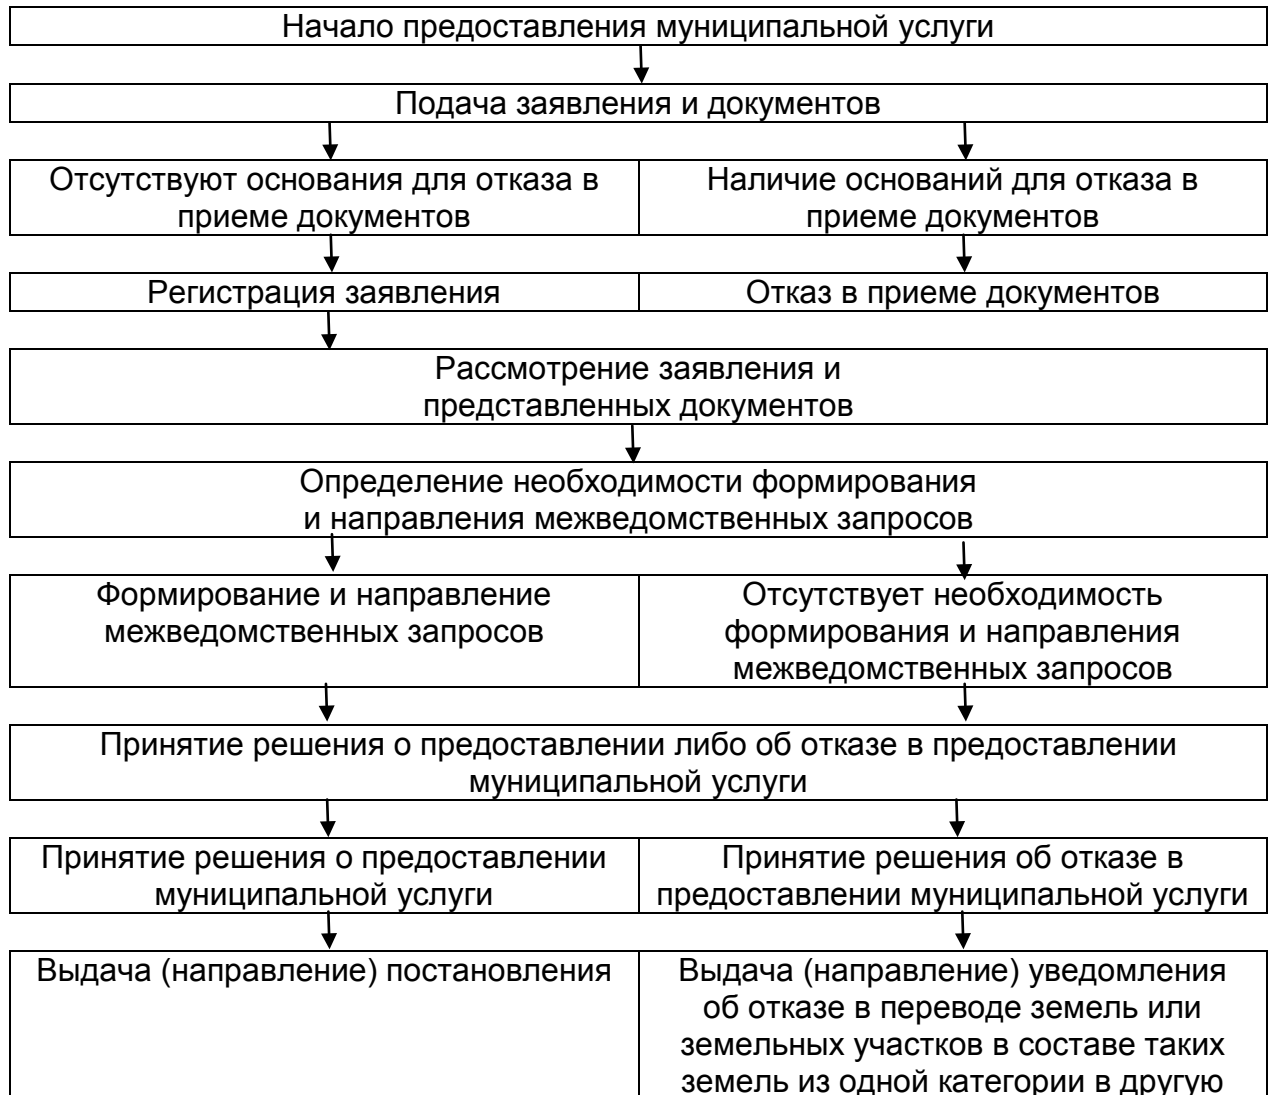 Начало предоставления муниципальной услуги
Подача заявления и документов
Отсутствуют основания для отказа в
приеме документов
Наличие оснований для отказа в
приеме документов
Регистрация заявления
Отказ в приеме документов
Рассмотрение заявления и
представленных документов
Определение необходимости формирования
и направления межведомственных запросов
Формирование и направление
межведомственных запросов
Отсутствует необходимость
формирования и направления
межведомственных запросов
Принятие решения о предоставлении либо об отказе в предоставлении
муниципальной услуги
Принятие решения о предоставлении
муниципальной услуги
Принятие решения об отказе в
предоставлении муниципальной услуги
Выдача (направление) постановления
Выдача (направление) уведомления
об отказе в переводе земель или
земельных участков в составе таких
земель из одной категории в другую